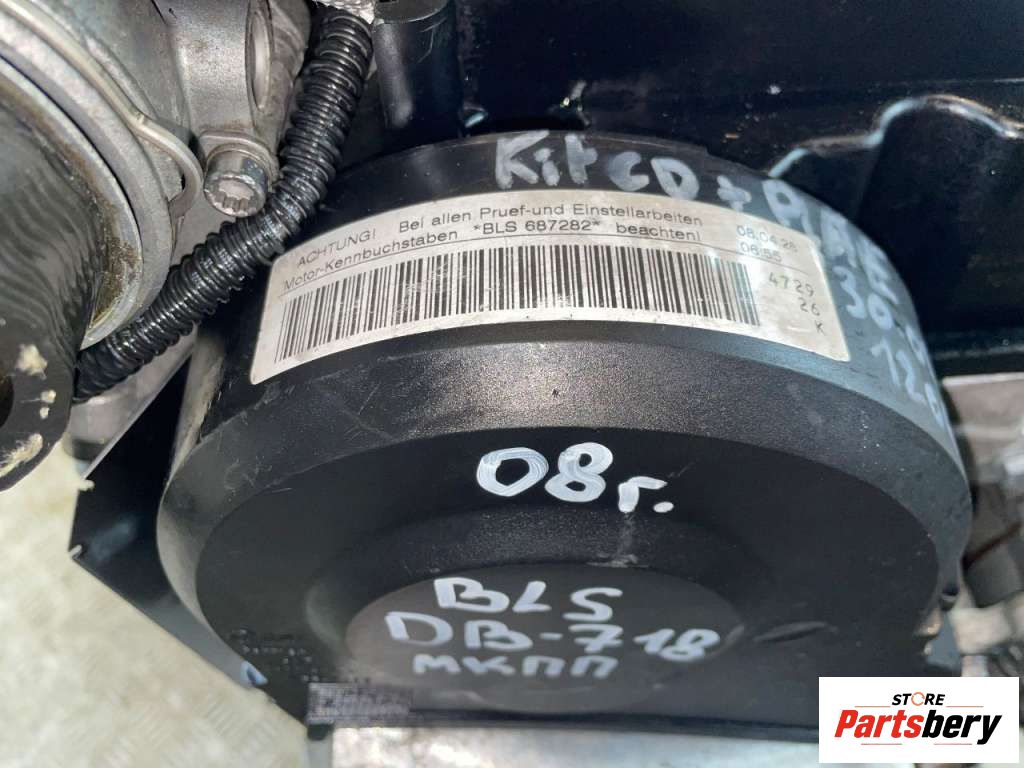 Kit CD +
30.
ACHTUNG! Bei allen Pruef-und Einstellarbeiten
Motor-Kennbuchstaben *BLS 687282* beachten!
08.04.28
06:55
4729
26
K
08г.
BLS
DB-718
мкпп
STORE
Partsbery